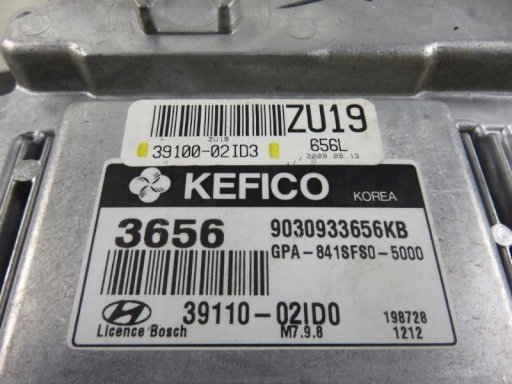 ZU19
ZU19
39100-02ID3
656L
2009.08.13
KEFICO
KOREA
3656
9030933656KB
GPA-841SFS0-5000
39110-02ID0
Licence Bosch
M7.9.8
198728
1212